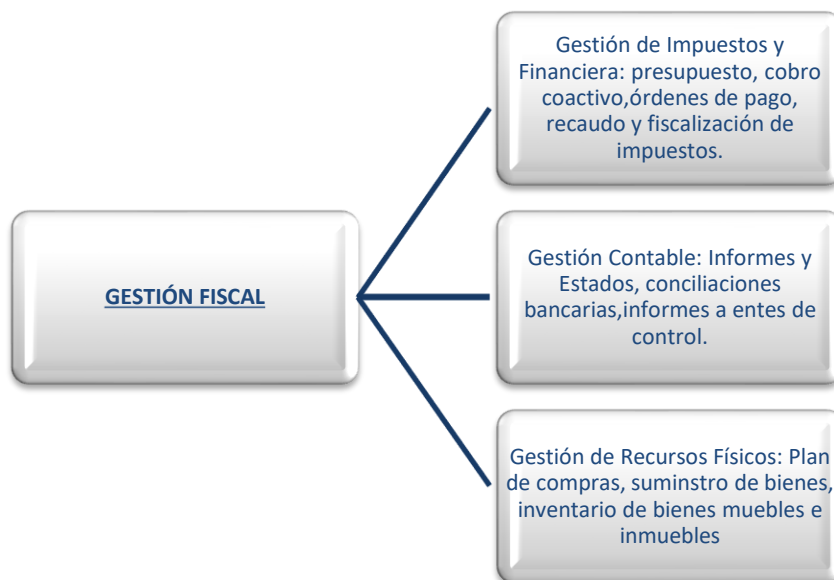 Gestión de Impuestos y
Financiera: presupuesto, cobro
coactivo,órdenes de pago,
recaudo y fiscalización de
impuestos.
GESTIÓN FISCAL
Gestión Contable: Informes y
Estados, conciliaciones
bancarias,informes a entes de
control.
Gestión de Recursos Físicos: Plan
de compras, suminstro de bienes,
inventario de bienes muebles e
inmuebles